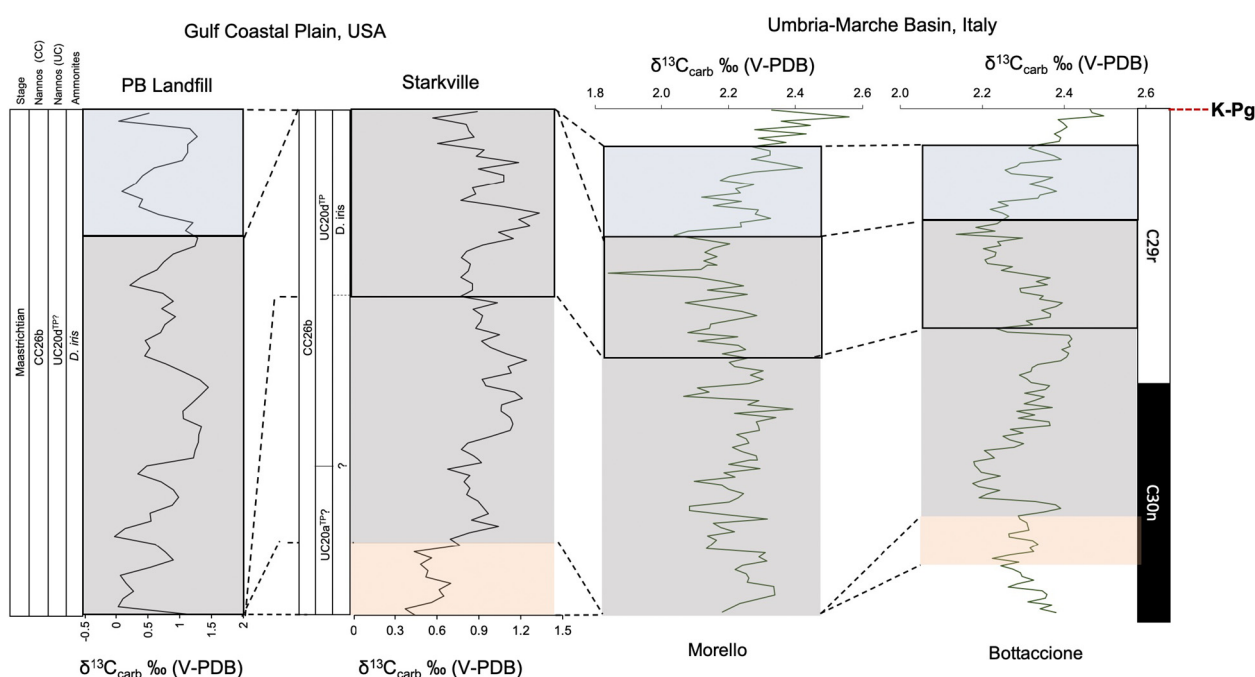 Gulf Coastal Plain, USA
Umbria-Marche Basin, Italy
Stage
Nannos (CC)
Nannos (UC)
Ammonites
PB Landfill
Starkville
δ¹³Ccarb ‰ (V-PDB)
δ¹³Ccarb ‰ (V-PDB)
1.8 2.0 2.2 2.4 2.6
2.0 2.2 2.4 2.6
K-Pg
Maastrichtian
CC26b
UC20dᵀᴾ?
D. iris
CC26b
UC20dᵀᴾ
D. iris
UC20aᵀᴾ?
?
C29r
C30n
-0.5 0 0.5 1 1.5 2
0 0.3 0.6 0.9 1.2 1.5
δ¹³Ccarb ‰ (V-PDB)
δ¹³Ccarb ‰ (V-PDB)
Morello
Bottaccione